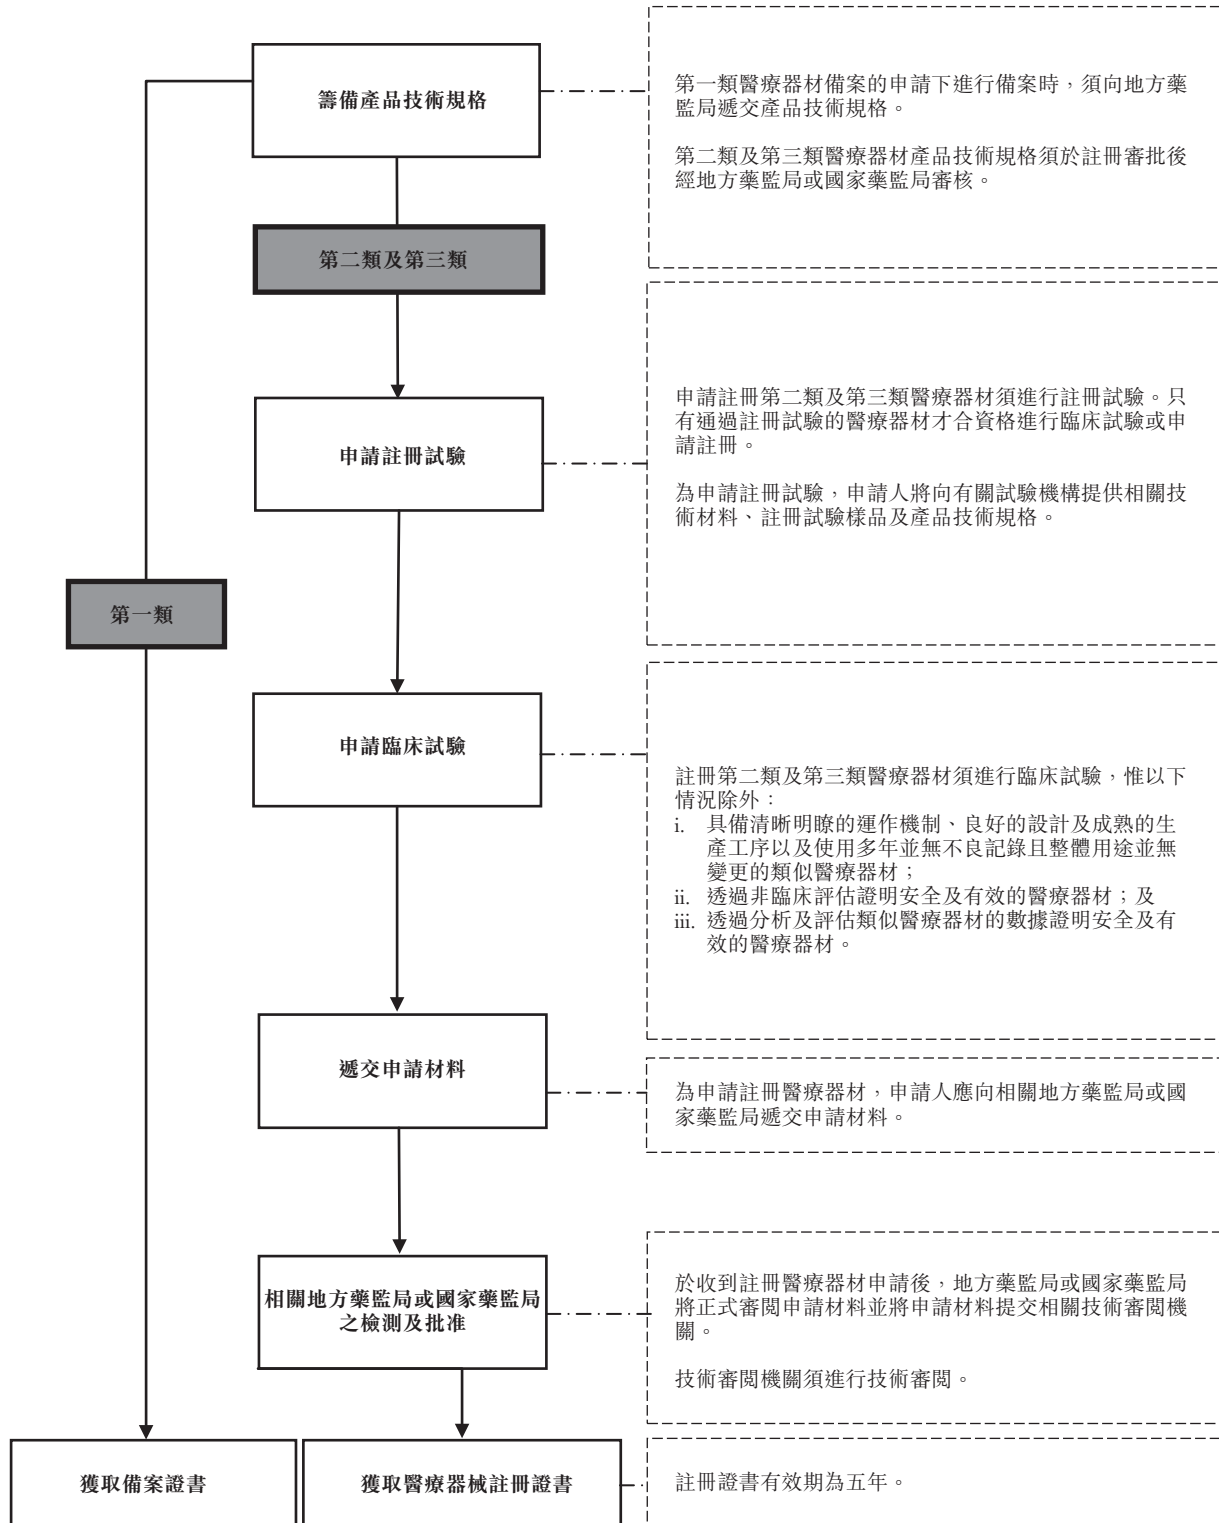 籌備產品技術規格
第一類醫療器材備案的申請下進行備案時，須向地方藥
監局遞交產品技術規格。
第二類及第三類醫療器材產品技術規格須於註冊審批後
經地方藥監局或國家藥監局審核。
第二類及第三類
申請註冊試驗
申請註冊第二類及第三類醫療器材須進行註冊試驗。只
有通過註冊試驗的醫療器材才合資格進行臨床試驗或申
請註冊。
為申請註冊試驗，申請人將向有關試驗機構提供相關技
術材料、註冊試驗樣品及產品技術規格。
第一類
申請臨床試驗
註冊第二類及第三類醫療器材須進行臨床試驗，惟以下
情況除外：
i. 具備清晰明瞭的運作機制、良好的設計及成熟的生
產工序以及使用多年並無不良記錄且整體用途並無
變更的類似醫療器材；
ii. 透過非臨床評估證明安全及有效的醫療器材；及
iii. 透過分析及評估類似醫療器材的數據證明安全及有
效的醫療器材。
遞交申請材料
為申請註冊醫療器材，申請人應向相關地方藥監局或國
家藥監局遞交申請材料。
相關地方藥監局或國家藥監局
之檢測及批准
於收到註冊醫療器材申請後，地方藥監局或國家藥監局
將正式審閱申請材料並將申請材料提交相關技術審閱機
關。
技術審閱機關須進行技術審閱。
獲取備案證書
獲取醫療器械註冊證書
註冊證書有效期為五年。